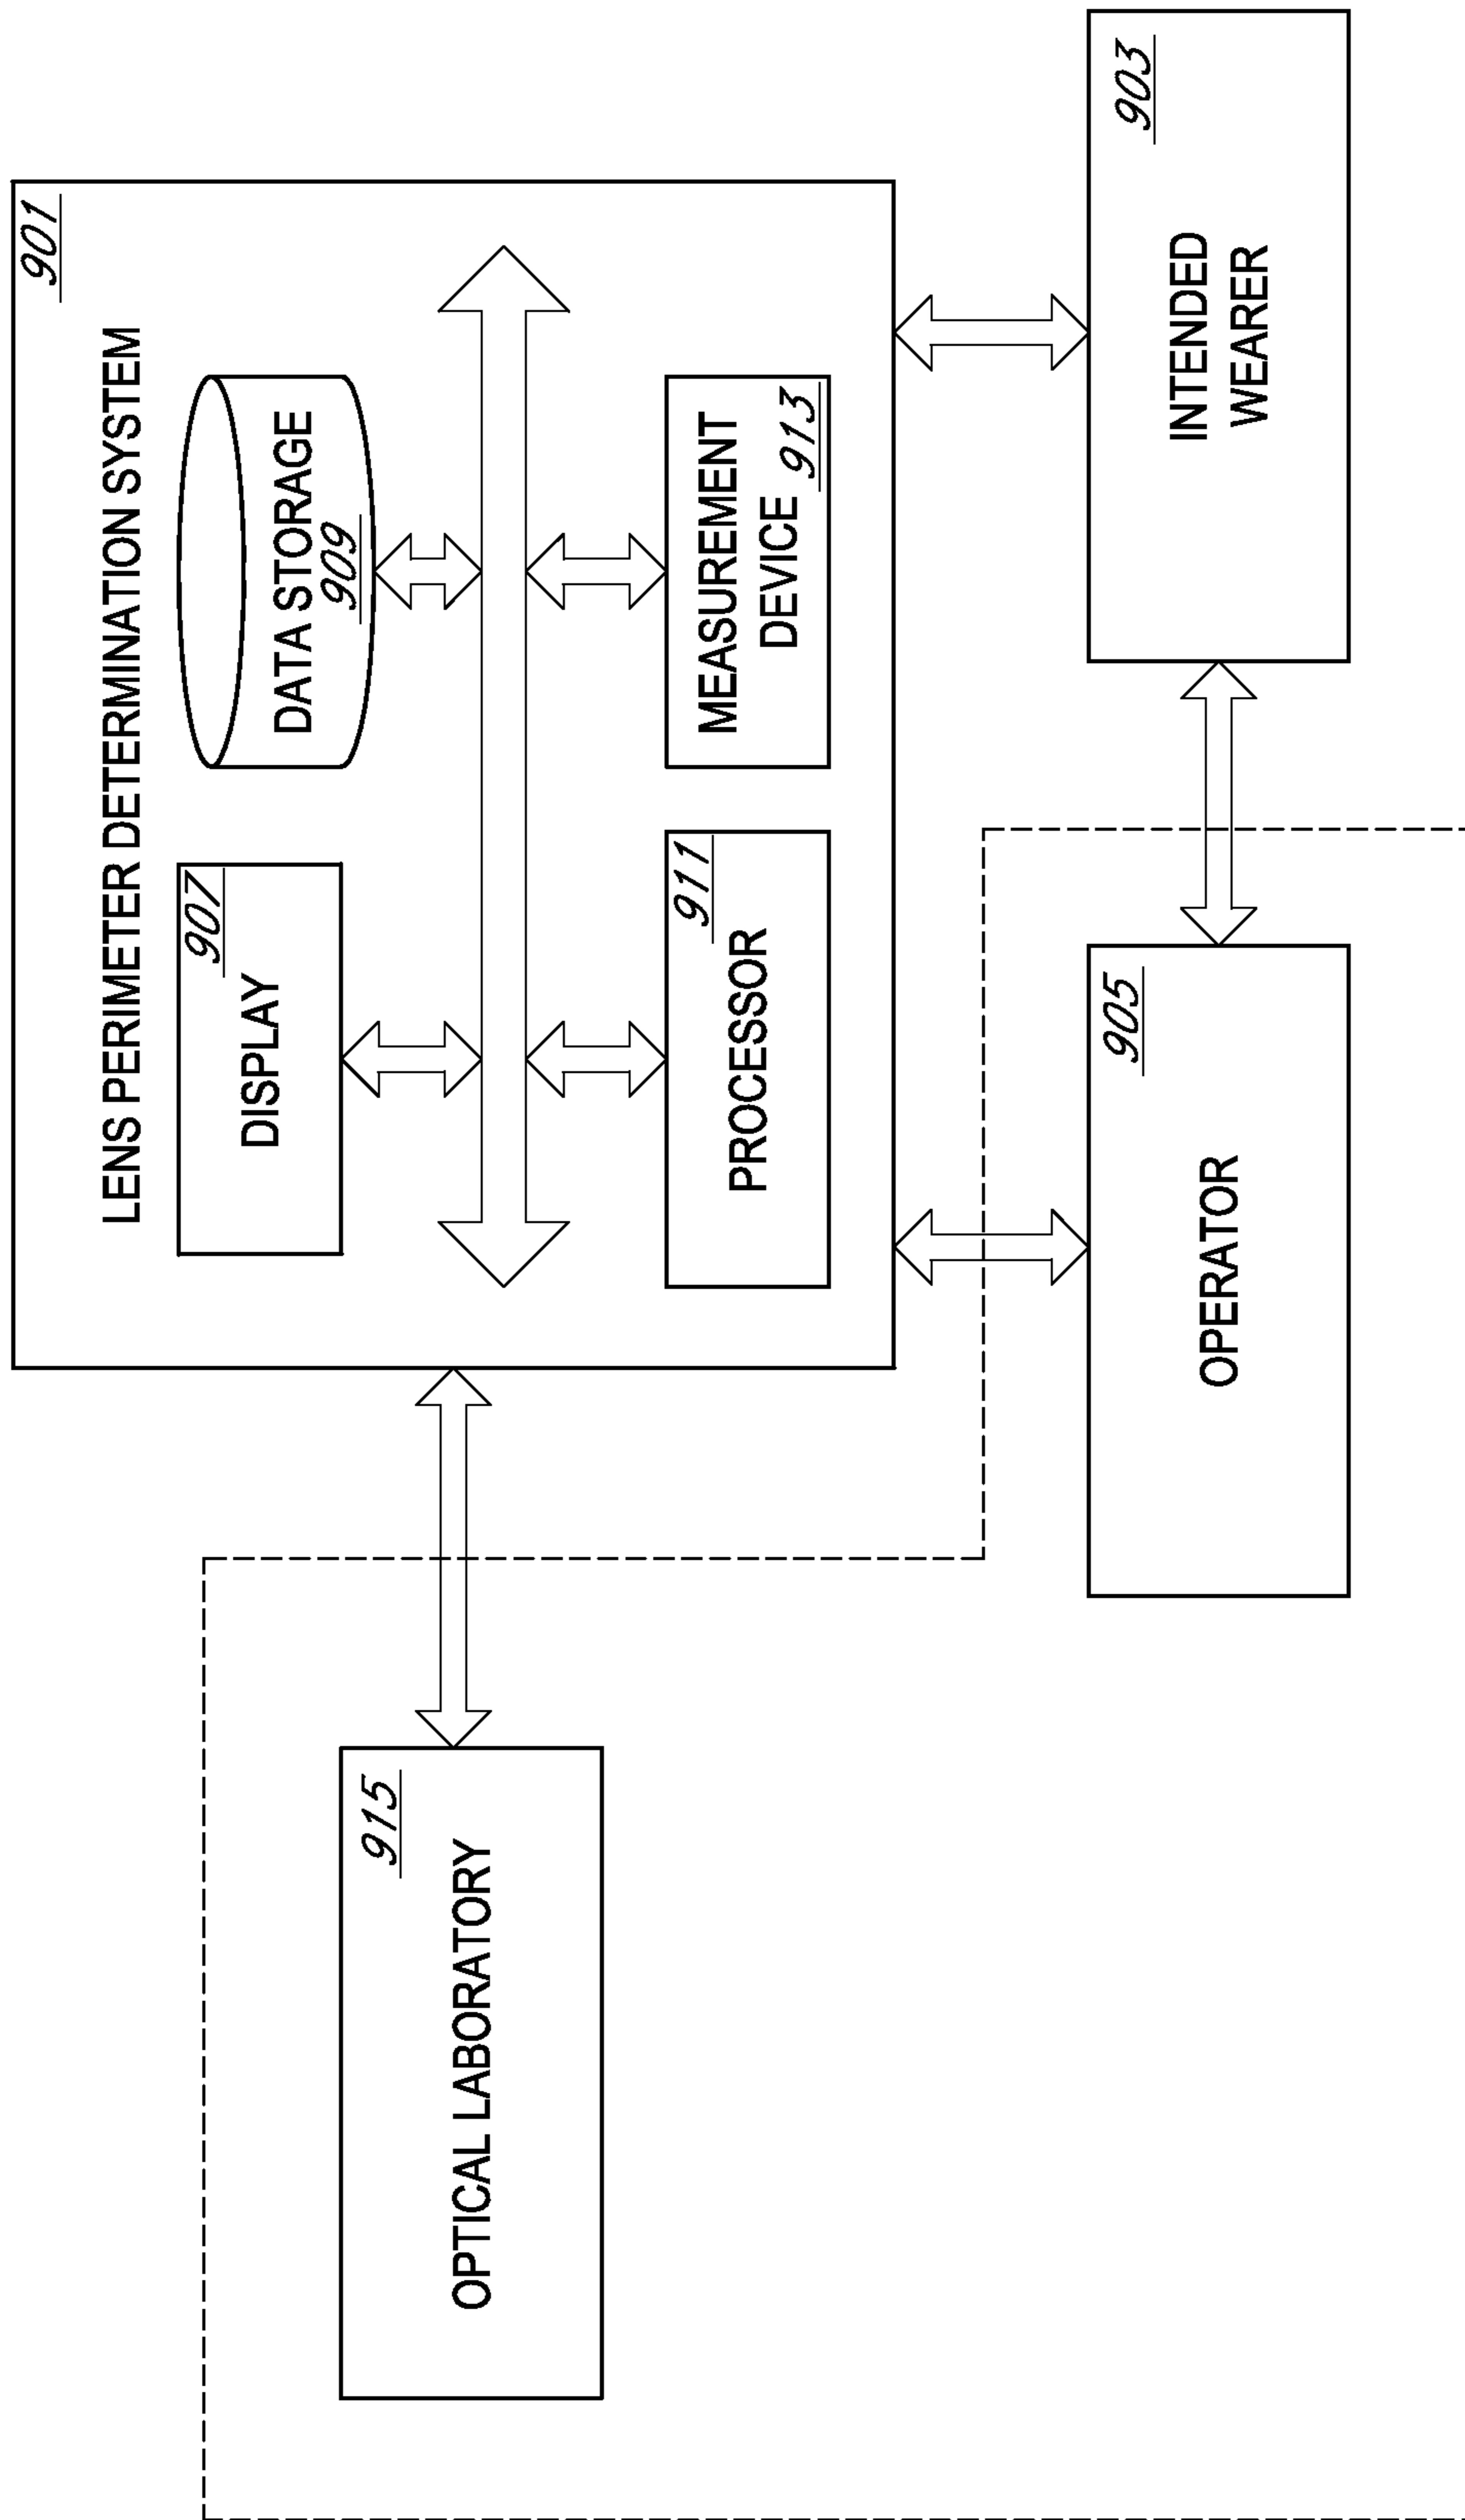 901
LENS PERIMETER DETERMINATION SYSTEM
907
DISPLAY
DATA STORAGE
909
911
PROCESSOR
MEASUREMENT
DEVICE 913
915
OPTICAL LABORATORY
905
OPERATOR
903
INTENDED
WEARER